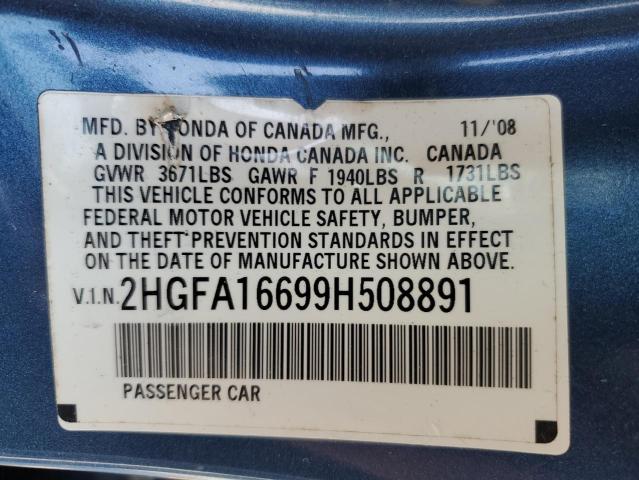 MFD. BY HONDA OF CANADA MFG., 11/'08
A DIVISION OF HONDA CANADA INC. CANADA
GVWR 3671LBS GAWR F 1940LBS R 1731LBS
THIS VEHICLE CONFORMS TO ALL APPLICABLE
FEDERAL MOTOR VEHICLE SAFETY, BUMPER,
AND THEFT PREVENTION STANDARDS IN EFFECT
ON THE DATE OF MANUFACTURE SHOWN ABOVE.
V.I.N. 2HGFA16699H508891
PASSENGER CAR